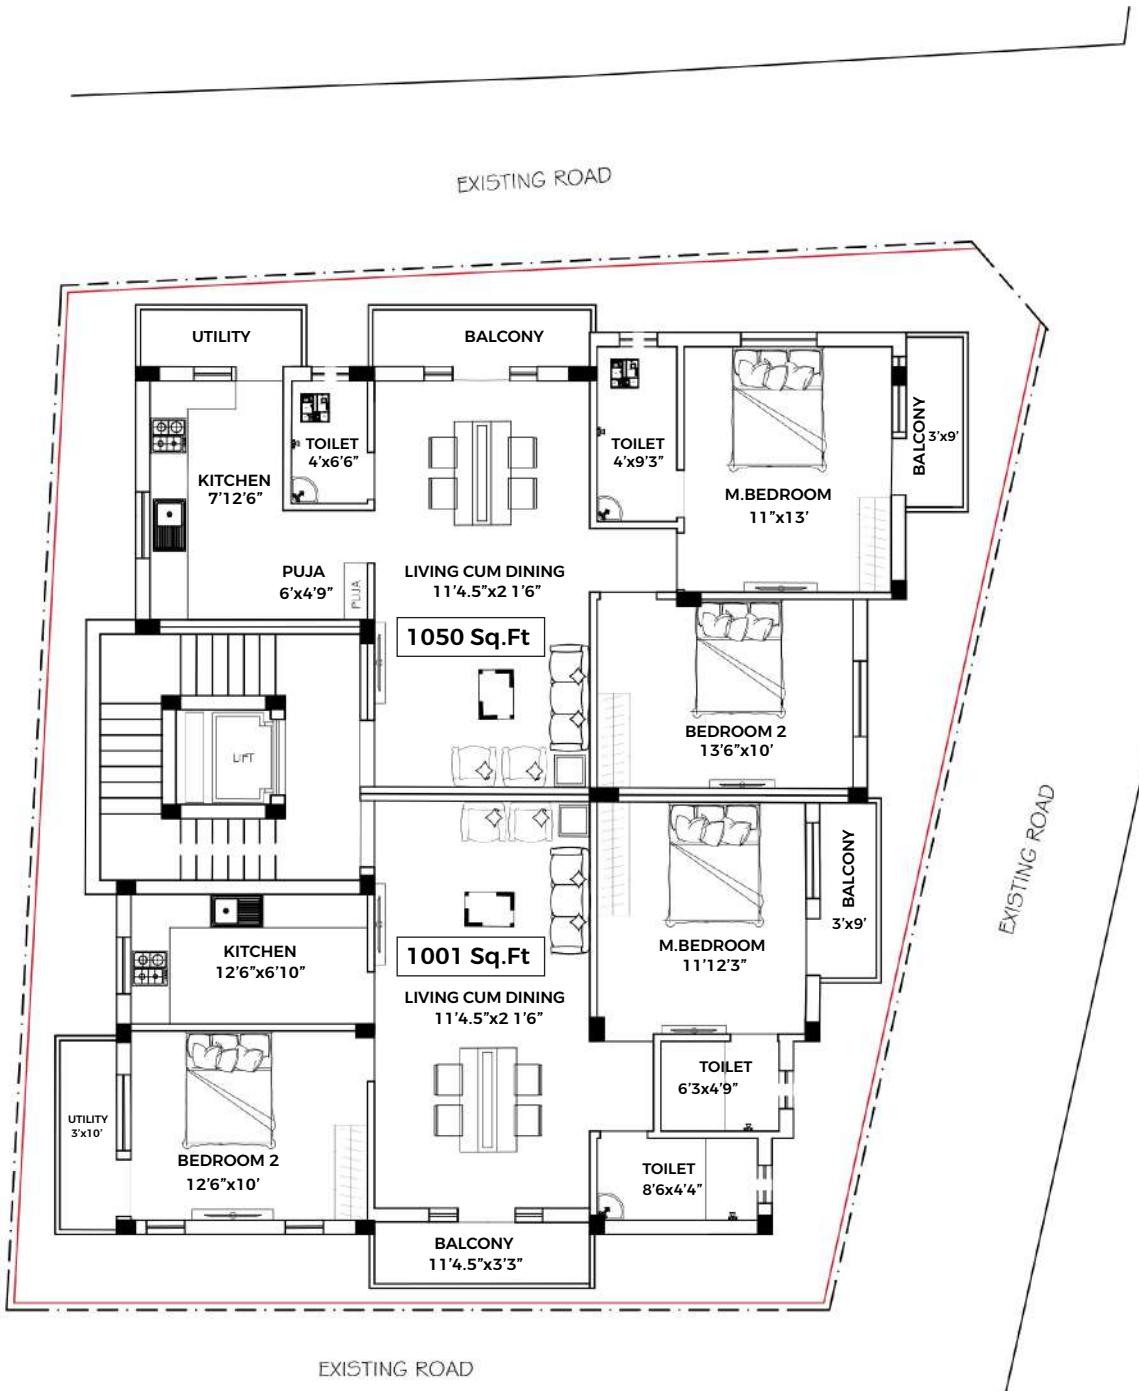 EXISTING ROAD
UTILITY
BALCONY
TOILET
4'x6'6"
TOILET
4'x9'3"
BALCONY
3'x9'
KITCHEN
7'12'6"
M.BEDROOM
11"x13'
PUJA
6'x4'9"
PUJA
LIVING CUM DINING
11'4.5"x2 1'6"
1050 Sq.Ft
BEDROOM 2
13'6"x10'
LIFT
EXISTING ROAD
BALCONY
3'x9'
KITCHEN
12'6"x6'10"
1001 Sq.Ft
M.BEDROOM
11'12'3"
LIVING CUM DINING
11'4.5"x2 1'6"
TOILET
6'3x4'9"
UTILITY
3'x10'
BEDROOM 2
12'6"x10'
TOILET
8'6x4'4"
BALCONY
11'4.5"x3'3"
EXISTING ROAD